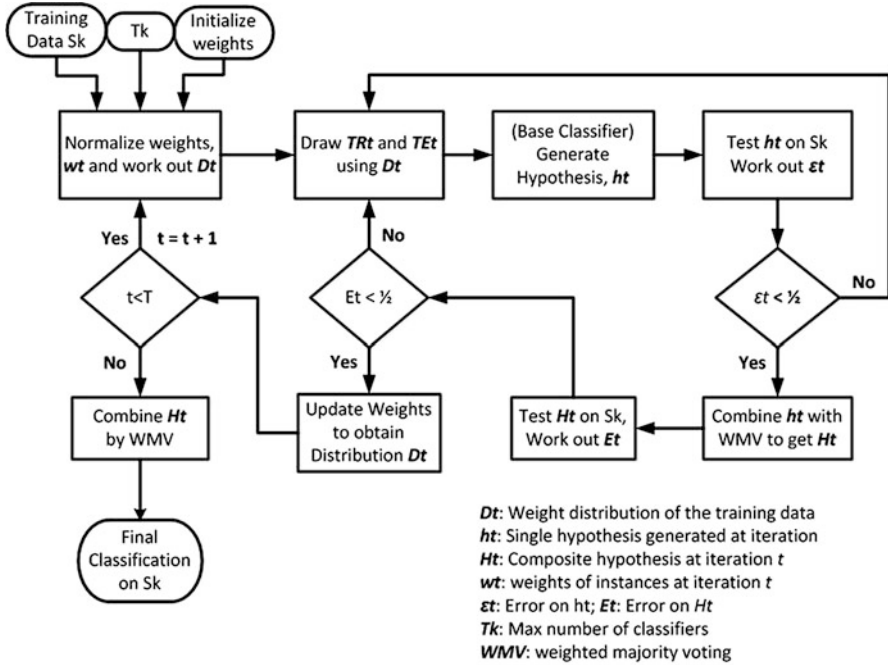 Training
Data Sk
Tk
Initialize
weights
Normalize weights,
wt and work out Dt
Draw TRt and TEt
using Dt
(Base Classifier)
Generate
Hypothesis, ht
Test ht on Sk
Work out εt
Yes
t = t + 1
No
t<T
Et < ½
εt < ½
No
No
Yes
Yes
Combine Ht
by WMV
Update Weights
to obtain
Distribution Dt
Test Ht on Sk,
Work out Et
Combine ht with
WMV to get Ht
Final
Classification
on Sk
Dt: Weight distribution of the training data
ht: Single hypothesis generated at iteration
Ht: Composite hypothesis at iteration t
wt: weights of instances at iteration t
εt: Error on ht; Et: Error on Ht
Tk: Max number of classifiers
WMV: weighted majority voting